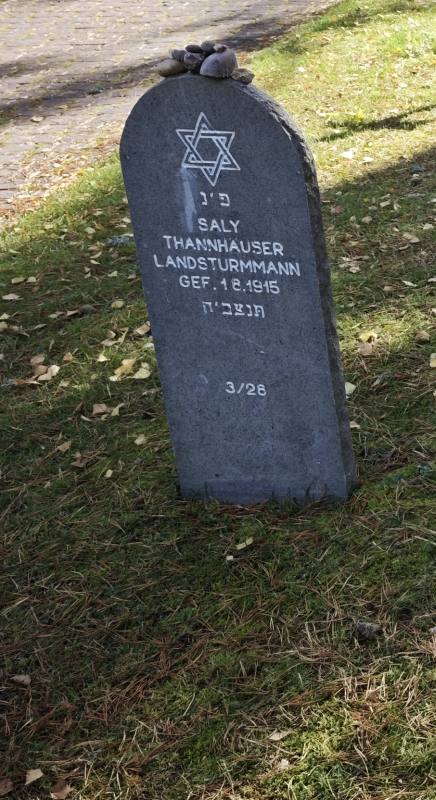 פ'נ
SALY
THANNHAUSER
LANDSTURMMANN
GEF. 1 8.1915
תנצב'ה
3/28